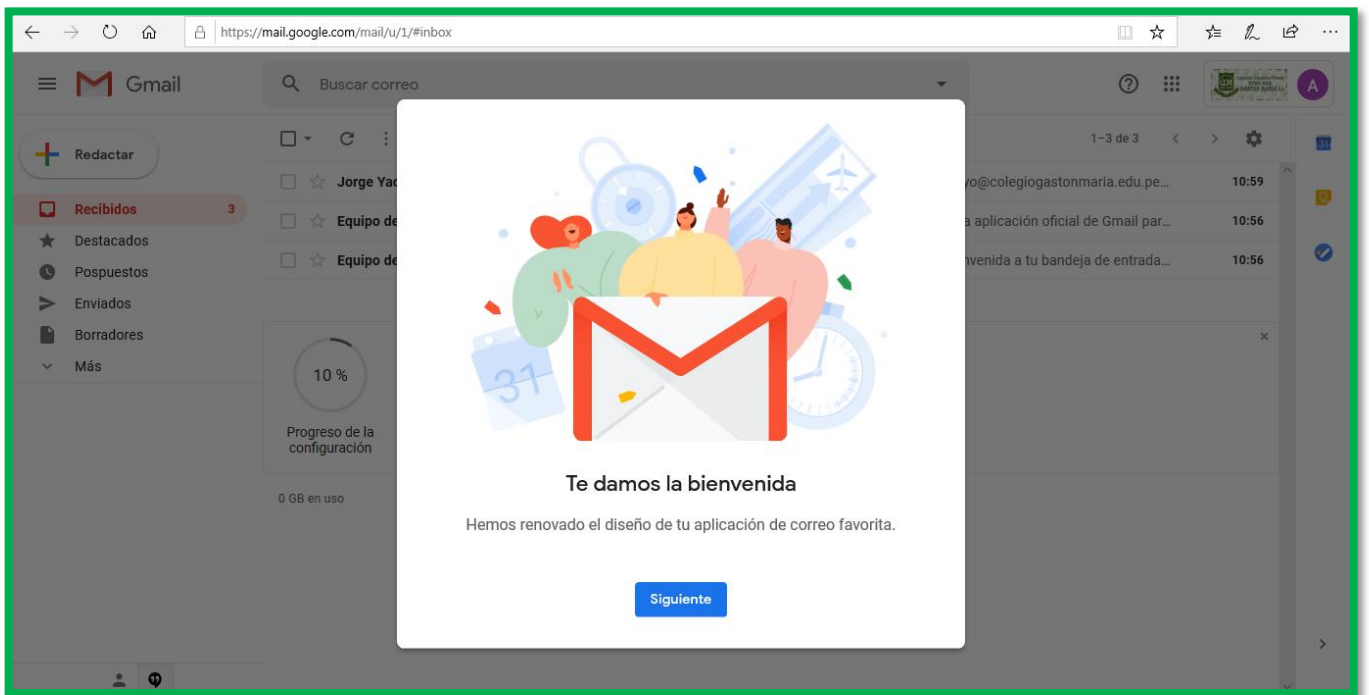 https://mail.google.com/mail/u/1/#inbox
Gmail
Buscar correo
A
Redactar
1–3 de 3
31
Jorge Yac
yo@colegiogastonmaria.edu.pe...
10:59
Recibidos
3
Equipo de
a aplicación oficial de Gmail par...
10:56
Destacados
Equipo de
nvenida a tu bandeja de entrada...
10:56
Pospuestos
Enviados
Borradores
Más
10 %
Progreso de la
configuración
0 GB en uso
31
Te damos la bienvenida
Hemos renovado el diseño de tu aplicación de correo favorita.
Siguiente